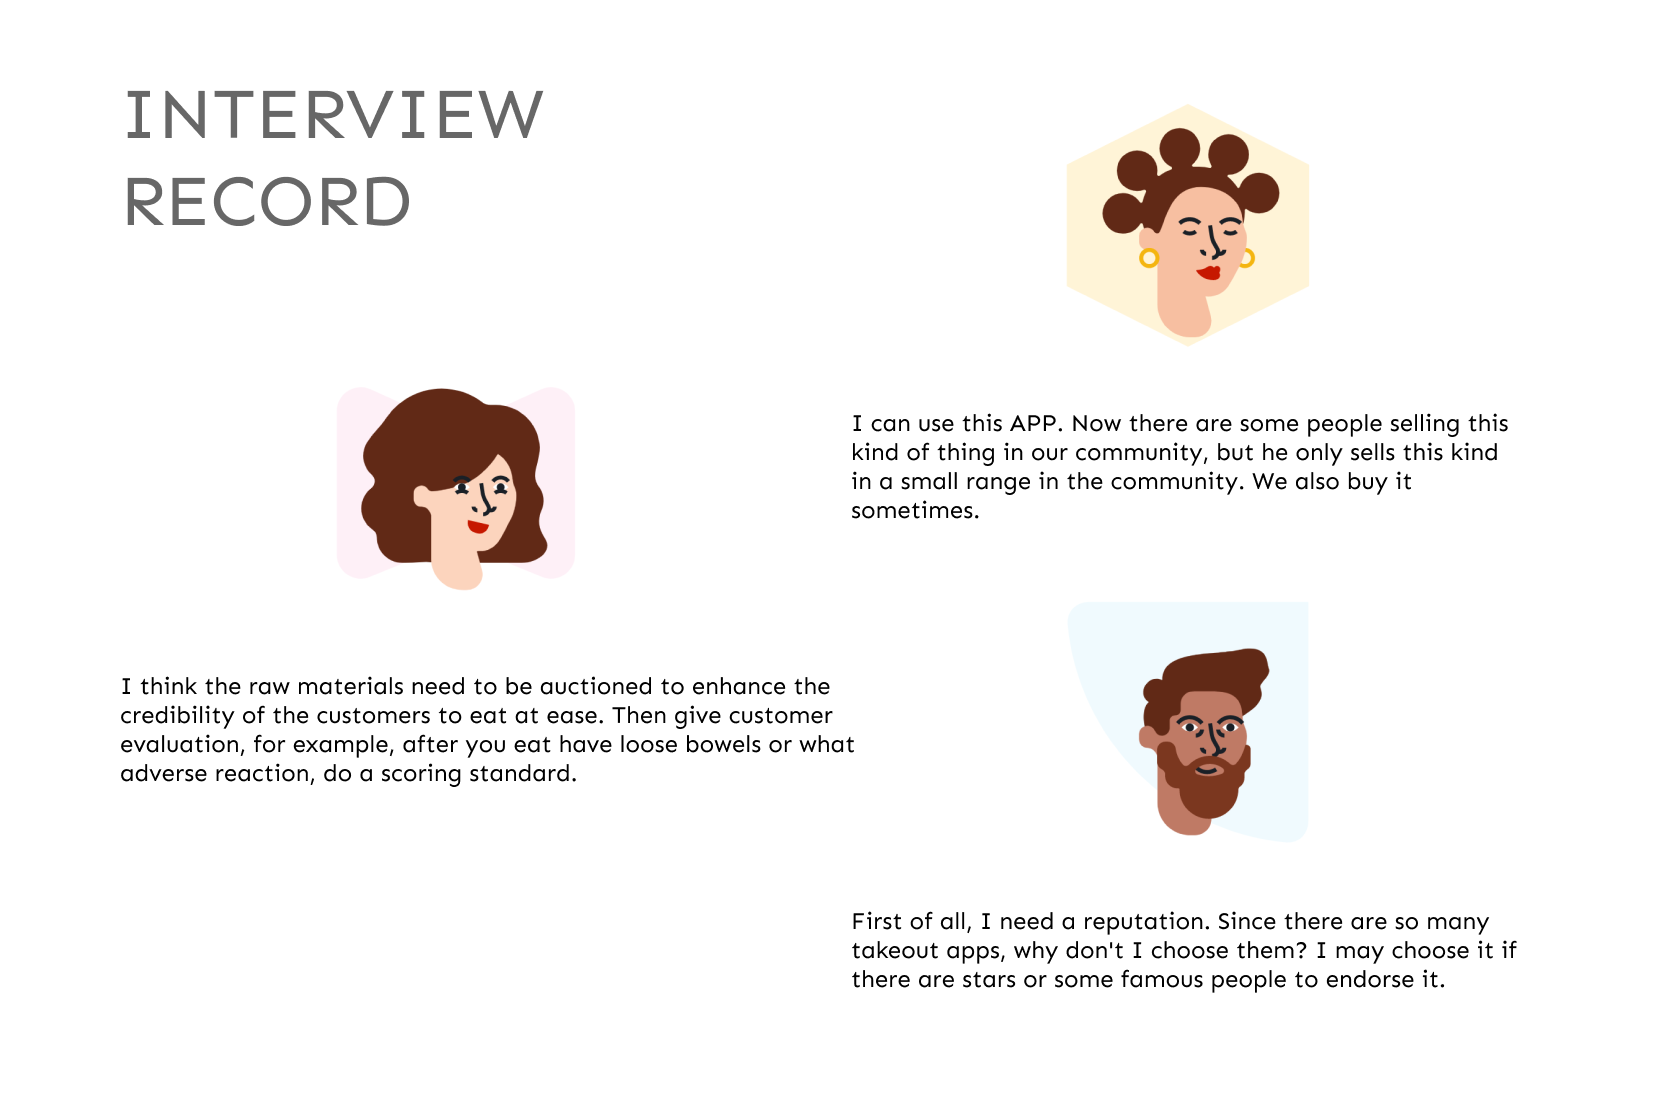 INTERVIEW
RECORD
I think the raw materials need to be auctioned to enhance the
credibility of the customers to eat at ease. Then give customer
evaluation, for example, after you eat have loose bowels or what
adverse reaction, do a scoring standard.
I can use this APP. Now there are some people selling this
kind of thing in our community, but he only sells this kind
in a small range in the community. We also buy it
sometimes.
First of all, I need a reputation. Since there are so many
takeout apps, why don't I choose them? I may choose it if
there are stars or some famous people to endorse it.